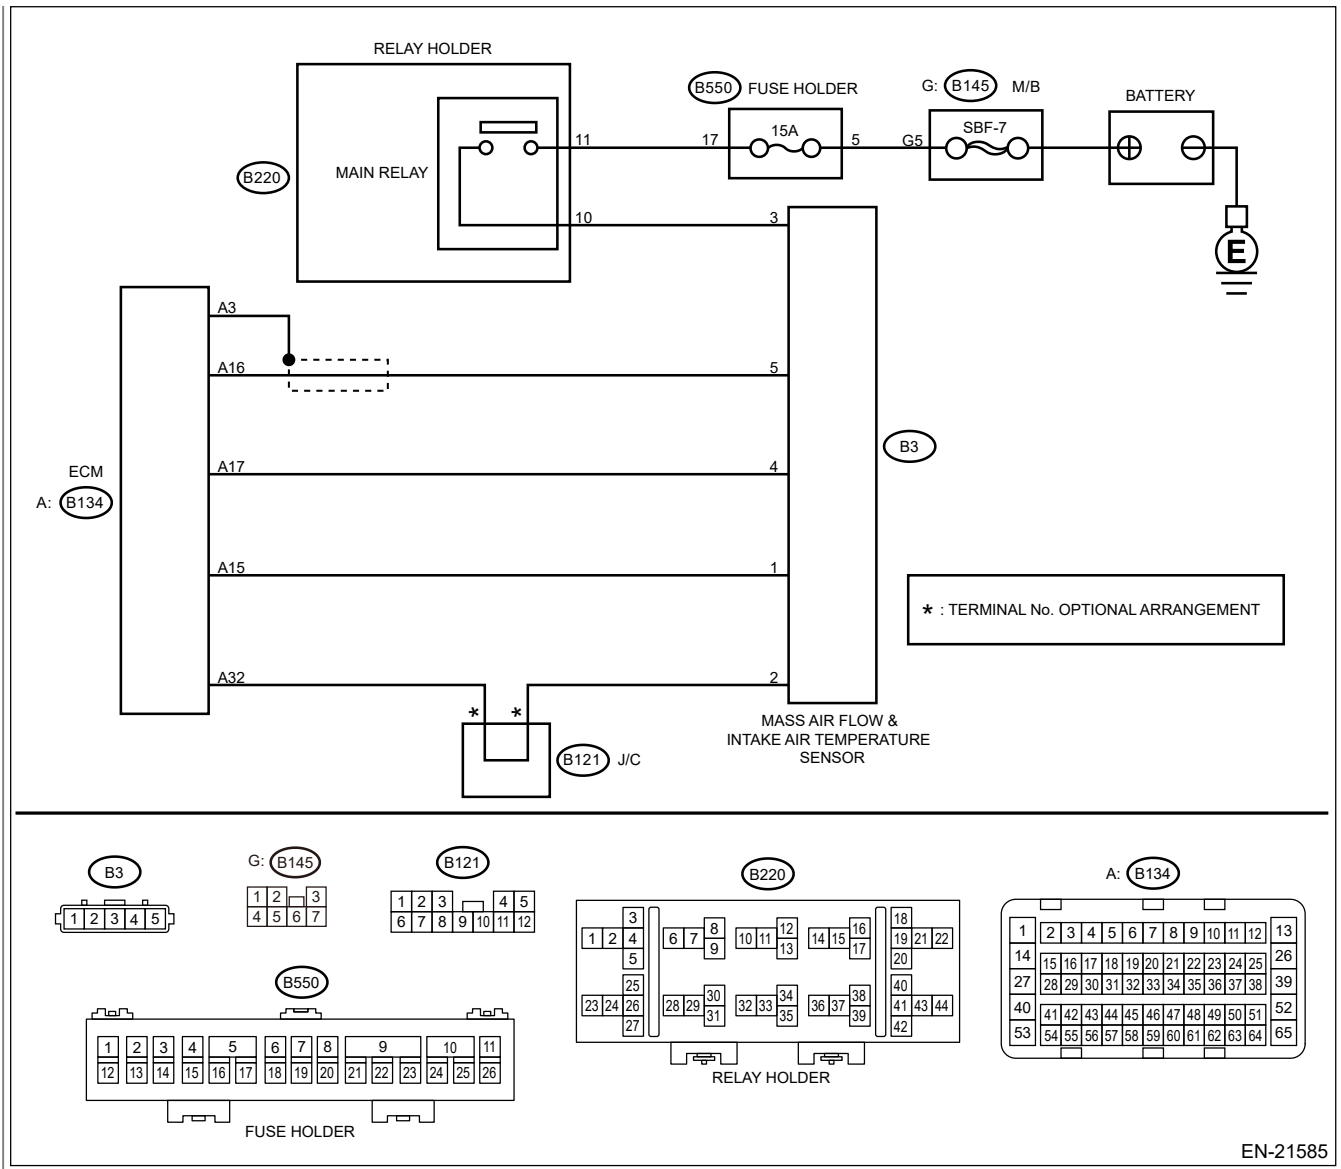 RELAY HOLDER
B550 FUSE HOLDER
G: B145 M/B
BATTERY
15A
SBF-7
11
17
5
G5
MAIN RELAY
B220
10
3
E
A3
A16
5
B3
ECM
A: B134
A17
4
A15
1
* : TERMINAL No. OPTIONAL ARRANGEMENT
A32
2
* *
MASS AIR FLOW &
INTAKE AIR TEMPERATURE
SENSOR
B121 J/C
B3
1 2 3 4 5
G: B145
1 2 3
4 5 6 7
B121
1 2 3 4 5
6 7 8 9 10 11 12
B550
1 2 3 4 5 6 7 8 9 10 11
12 13 14 15 16 17 18 19 20 21 22 23 24 25 26
FUSE HOLDER
B220
3 8 12 16 18
1 2 4 6 7 10 11 14 15 19 21 22
5 9 13 17 20
25 30 34 38 40
23 24 26 28 29 32 33 36 37 41 43 44
27 31 35 39 42
RELAY HOLDER
A: B134
1 2 3 4 5 6 7 8 9 10 11 12 13
14 15 16 17 18 19 20 21 22 23 24 25 26
27 28 29 30 31 32 33 34 35 36 37 38 39
40 41 42 43 44 45 46 47 48 49 50 51 52
53 54 55 56 57 58 59 60 61 62 63 64 65
EN-21585